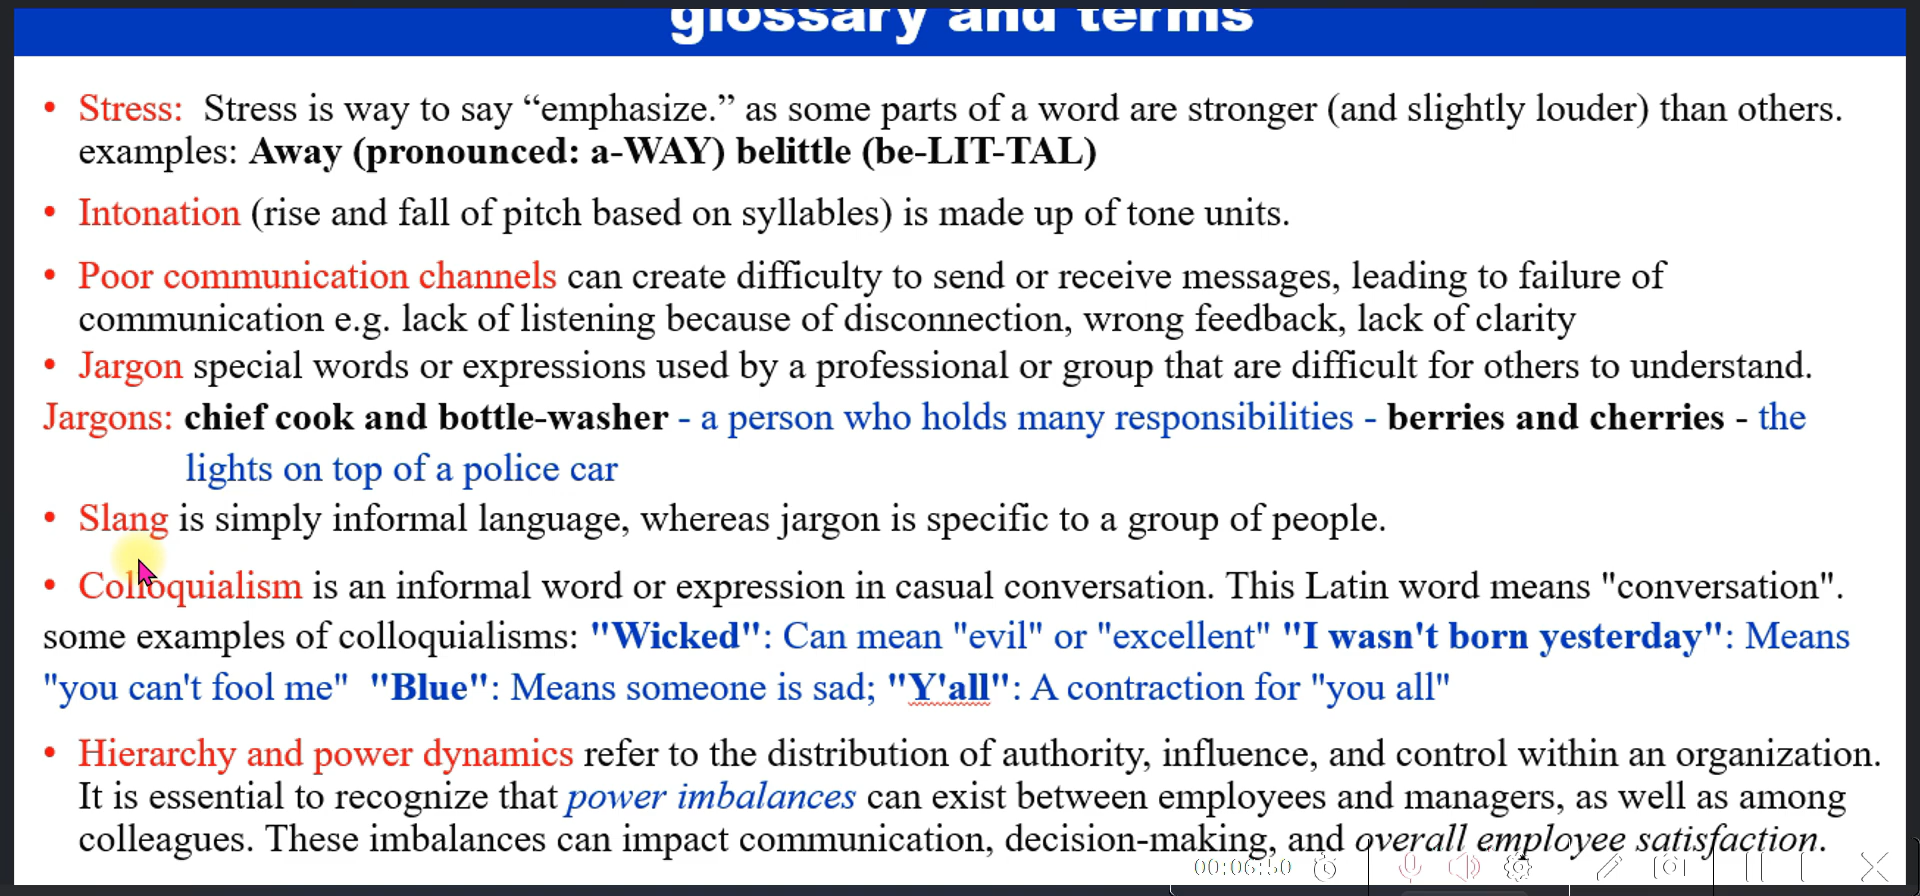 glossary and terms
• Stress: Stress is way to say “emphasize.” as some parts of a word are stronger (and slightly louder) than others.
examples: Away (pronounced: a-WAY) belittle (be-LIT-TAL)
• Intonation (rise and fall of pitch based on syllables) is made up of tone units.
• Poor communication channels can create difficulty to send or receive messages, leading to failure of
communication e.g. lack of listening because of disconnection, wrong feedback, lack of clarity
• Jargon special words or expressions used by a professional or group that are difficult for others to understand.
Jargons: chief cook and bottle-washer - a person who holds many responsibilities - berries and cherries - the
lights on top of a police car
• Slang is simply informal language, whereas jargon is specific to a group of people.
• Colloquialism is an informal word or expression in casual conversation. This Latin word means "conversation".
some examples of colloquialisms: "Wicked": Can mean "evil" or "excellent" "I wasn't born yesterday": Means
"you can't fool me" "Blue": Means someone is sad; "Y'all": A contraction for "you all"
• Hierarchy and power dynamics refer to the distribution of authority, influence, and control within an organization.
It is essential to recognize that power imbalances can exist between employees and managers, as well as among
colleagues. These imbalances can impact communication, decision-making, and overall employee satisfaction.
00:06:50